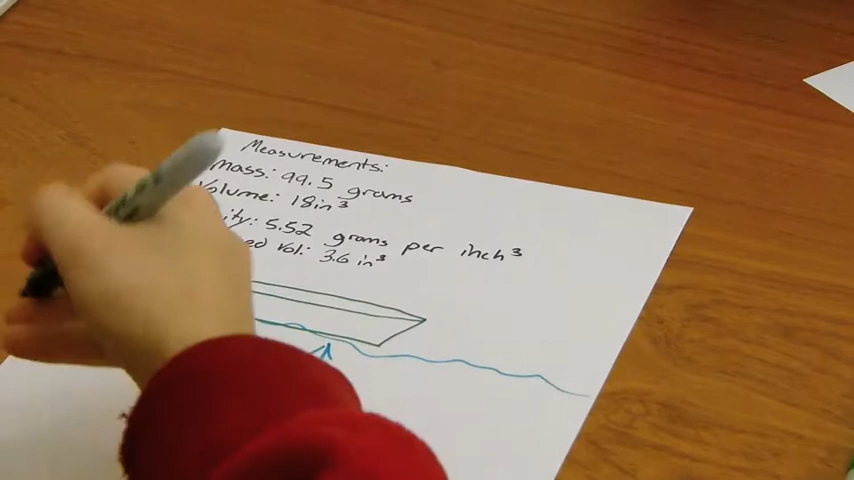 Measurements:
mass: 99.5 grams
Volume: 18in³
ity: 5.52 grams per inch³
ed Vol: 3.6 in³